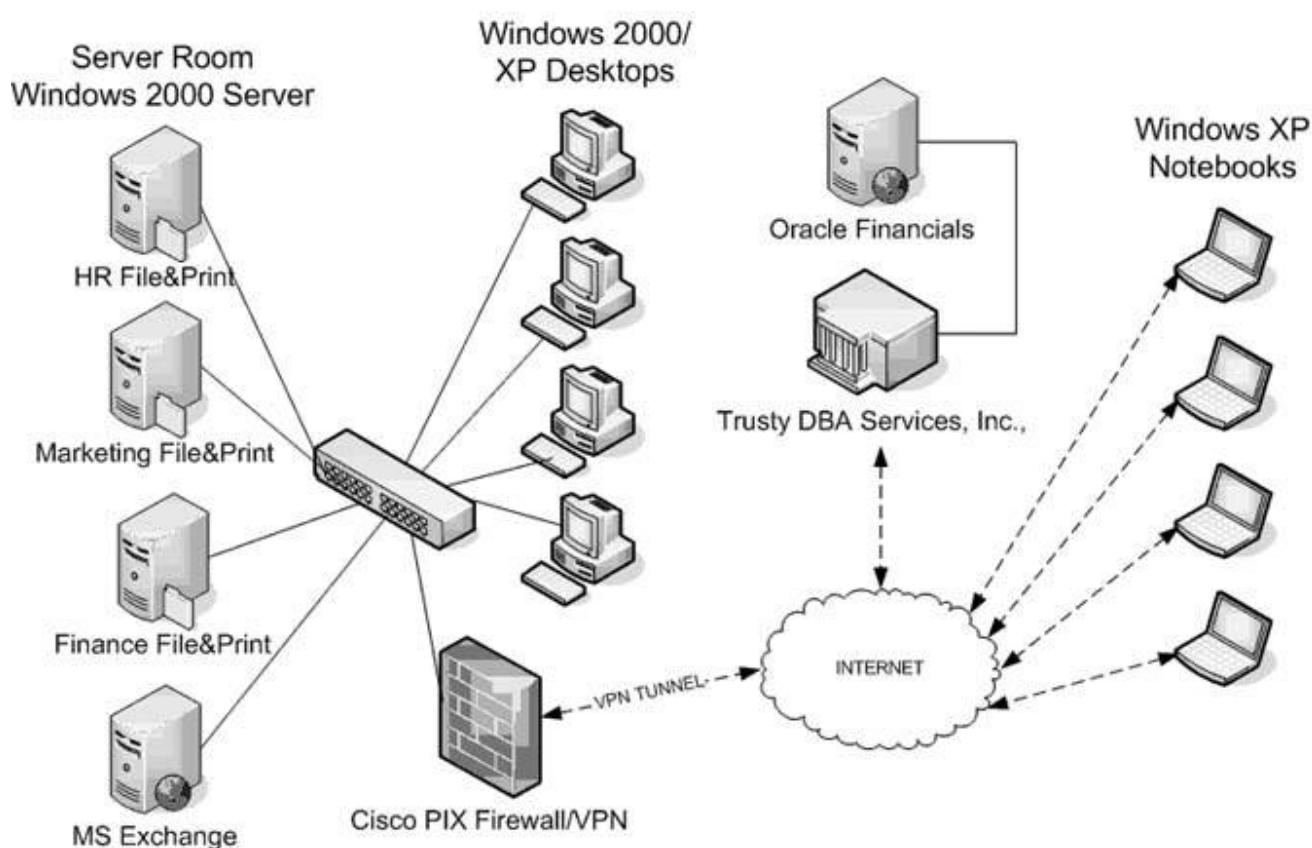 Server Room
Windows 2000 Server
HR File&Print
Marketing File&Print
Finance File&Print
MS Exchange
Windows 2000/
XP Desktops
Cisco PIX Firewall/VPN
VPN TUNNEL
Oracle Financials
Trusty DBA Services, Inc.,
INTERNET
Windows XP
Notebooks